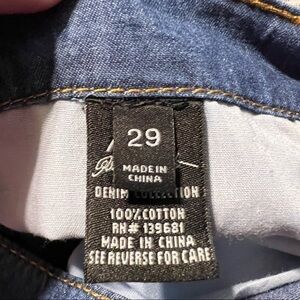 29
MADE IN
CHINA
DENIM COLLECTION
100% COTTON
RN# 139681
MADE IN CHINA
SEE REVERSE FOR CARE